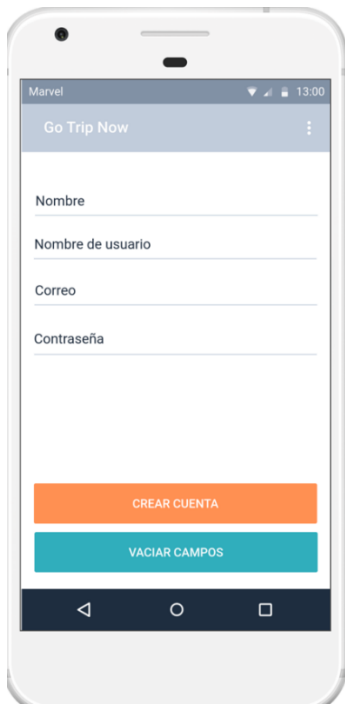 Marvel 13:00
Go Trip Now
Nombre
Nombre de usuario
Correo
Contraseña
CREAR CUENTA
VACIAR CAMPOS